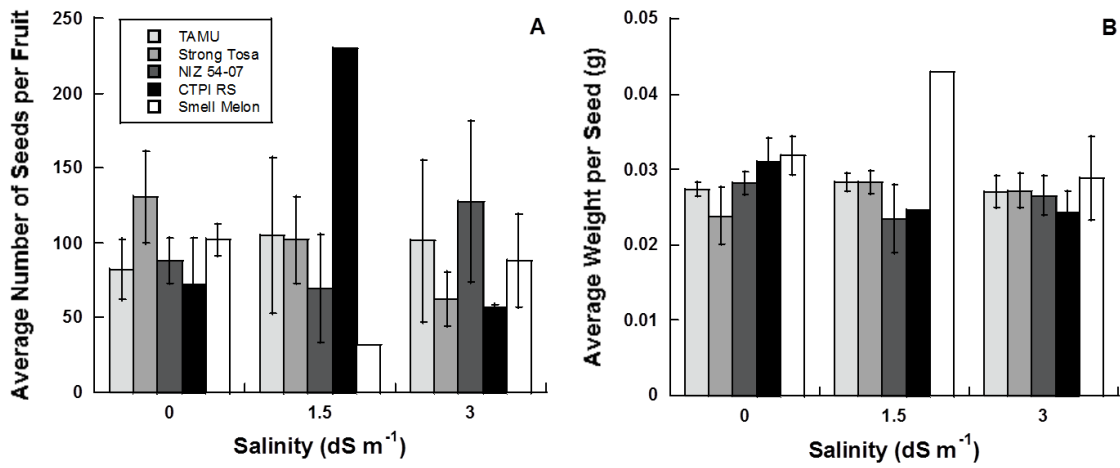 A
TAMU
Strong Tosa
NIZ 54-07
CTPI RS
Smell Melon
Average Number of Seeds per Fruit
250
200
150
100
50
0
0 1.5 3
Salinity (dS m⁻¹)
B
Average Weight per Seed (g)
0.05
0.04
0.03
0.02
0.01
0
0 1.5 3
Salinity (dS m⁻¹)